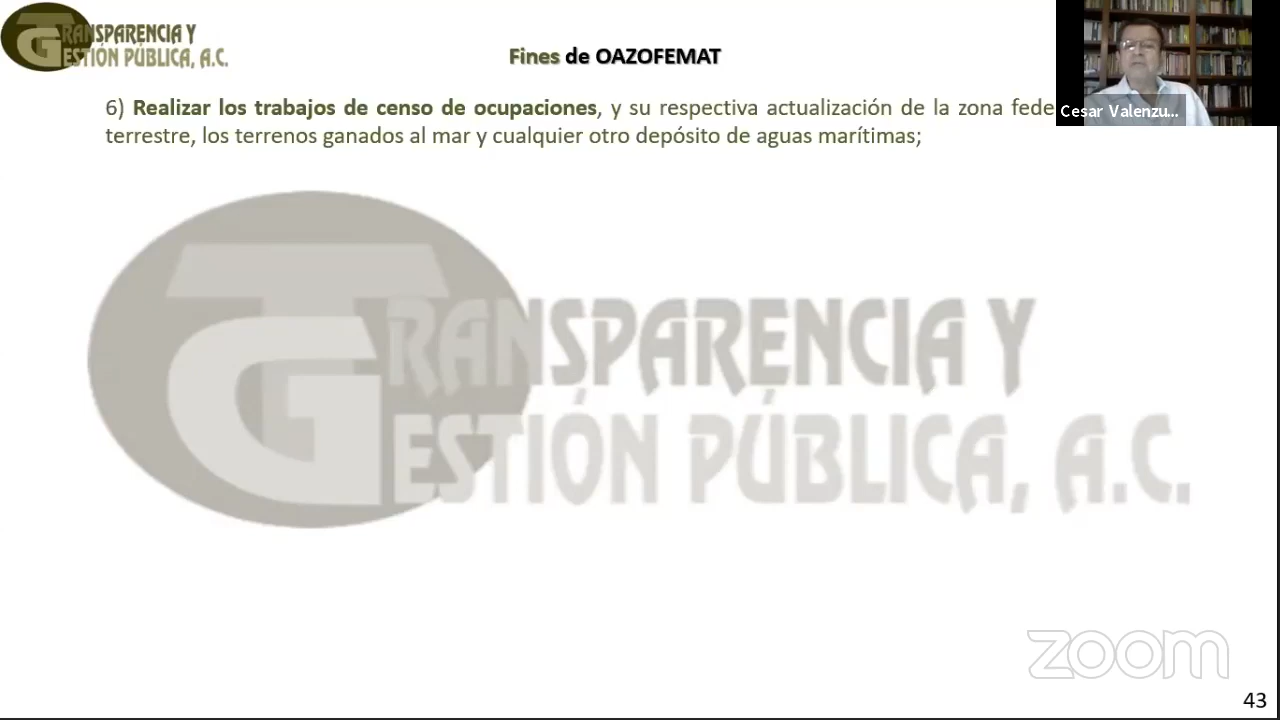 TRANSPARENCIA Y
GESTIÓN PÚBLICA, A.C.
Fines de OAZOFEMAT
6) Realizar los trabajos de censo de ocupaciones, y su respectiva actualización de la zona fede
terrestre, los terrenos ganados al mar y cualquier otro depósito de aguas marítimas;
Cesar Valenzu...
TRANSPARENCIA Y
GESTIÓN PÚBLICA, A.C.
zoom
43